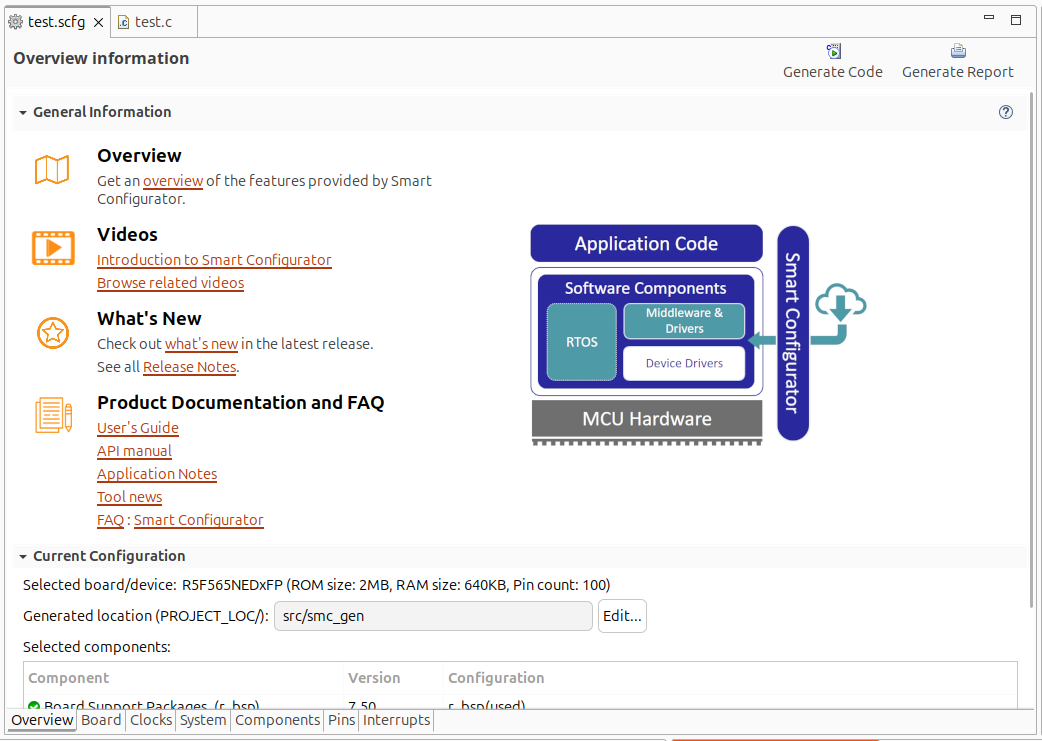 test.scfg
test.c
Overview information
Generate Code
Generate Report
General Information
Overview
Get an overview of the features provided by Smart
Configurator.
Videos
Introduction to Smart Configurator
Browse related videos
What's New
Check out what's new in the latest release.
See all Release Notes.
Product Documentation and FAQ
User's Guide
API manual
Application Notes
Tool news
FAQ : Smart Configurator
Application Code
Software Components
RTOS
Middleware &
Drivers
Device Drivers
MCU Hardware
Smart Configurator
Current Configuration
Selected board/device: R5F565NEDxFP (ROM size: 2MB, RAM size: 640KB, Pin count: 100)
Generated location (PROJECT_LOC/): src/smc_gen Edit...
Selected components:
Component Version Configuration
Board Support Packages. (r_bsp) 7.50 r_bsp(used)
Overview Board Clocks System Components Pins Interrupts